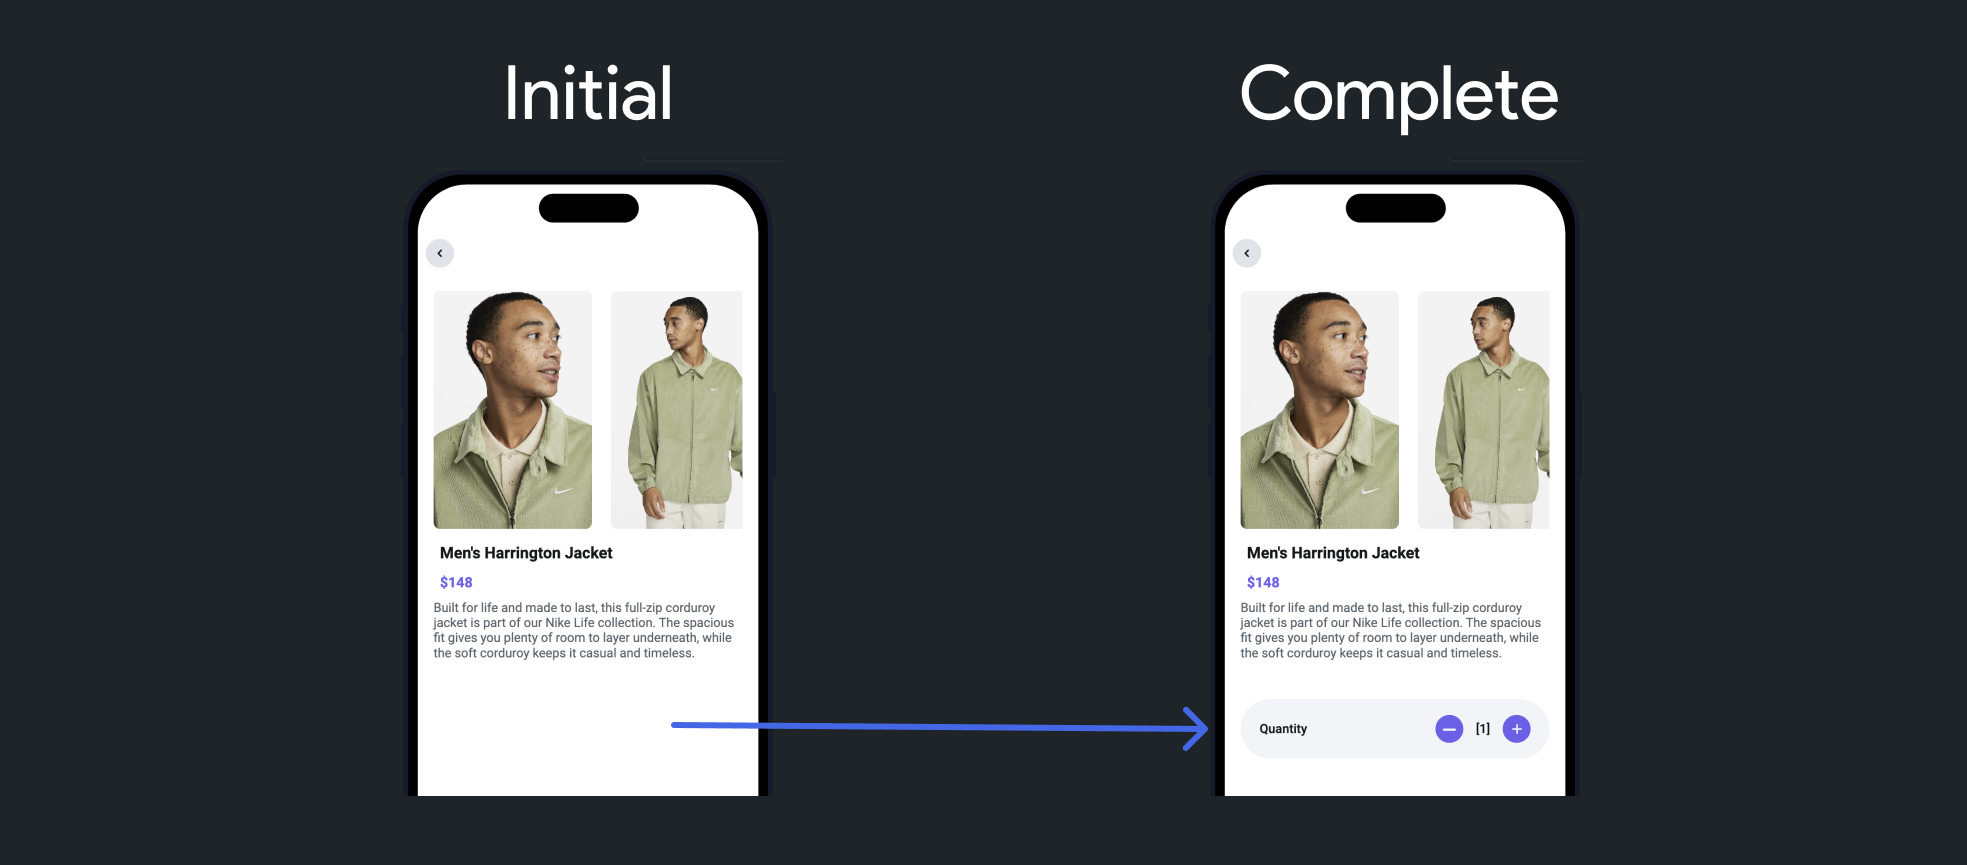 Initial
Complete
Men's Harrington Jacket
$148
Built for life and made to last, this full-zip corduroy
jacket is part of our Nike Life collection. The spacious
fit gives you plenty of room to layer underneath, while
the soft corduroy keeps it casual and timeless.
Men's Harrington Jacket
$148
Built for life and made to last, this full-zip corduroy
jacket is part of our Nike Life collection. The spacious
fit gives you plenty of room to layer underneath, while
the soft corduroy keeps it casual and timeless.
Quantity [1]